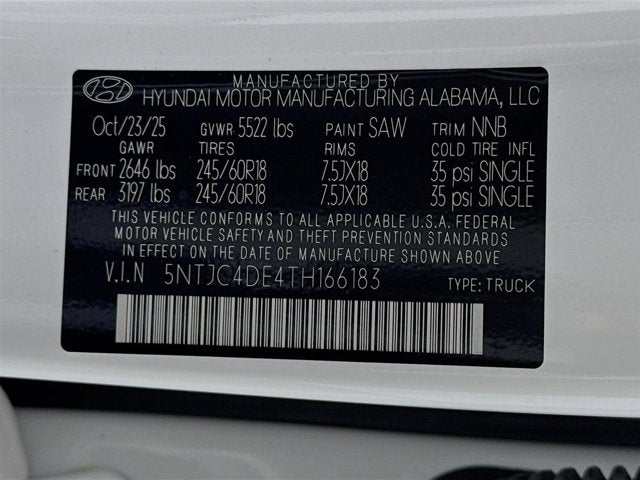 MANUFACTURED BY
HYUNDAI MOTOR MANUFACTURING ALABAMA, LLC
Oct/23/25 GVWR 5522 lbs PAINT SAW TRIM NNB
GAWR TIRES RIMS COLD TIRE INFL
FRONT 2646 lbs 245/60R18 7.5JX18 35 psi SINGLE
REAR 3197 lbs 245/60R18 7.5JX18 35 psi SINGLE
THIS VEHICLE CONFORMS TO ALL APPLICABLE U.S.A. FEDERAL
MOTOR VEHICLE SAFETY AND THEFT PREVENTION STANDARDS
IN EFFECT ON THE DATE OF MANUFACTURE SHOWN ABOVE
V.I.N 5NTJC4DE4TH166183 TYPE: TRUCK